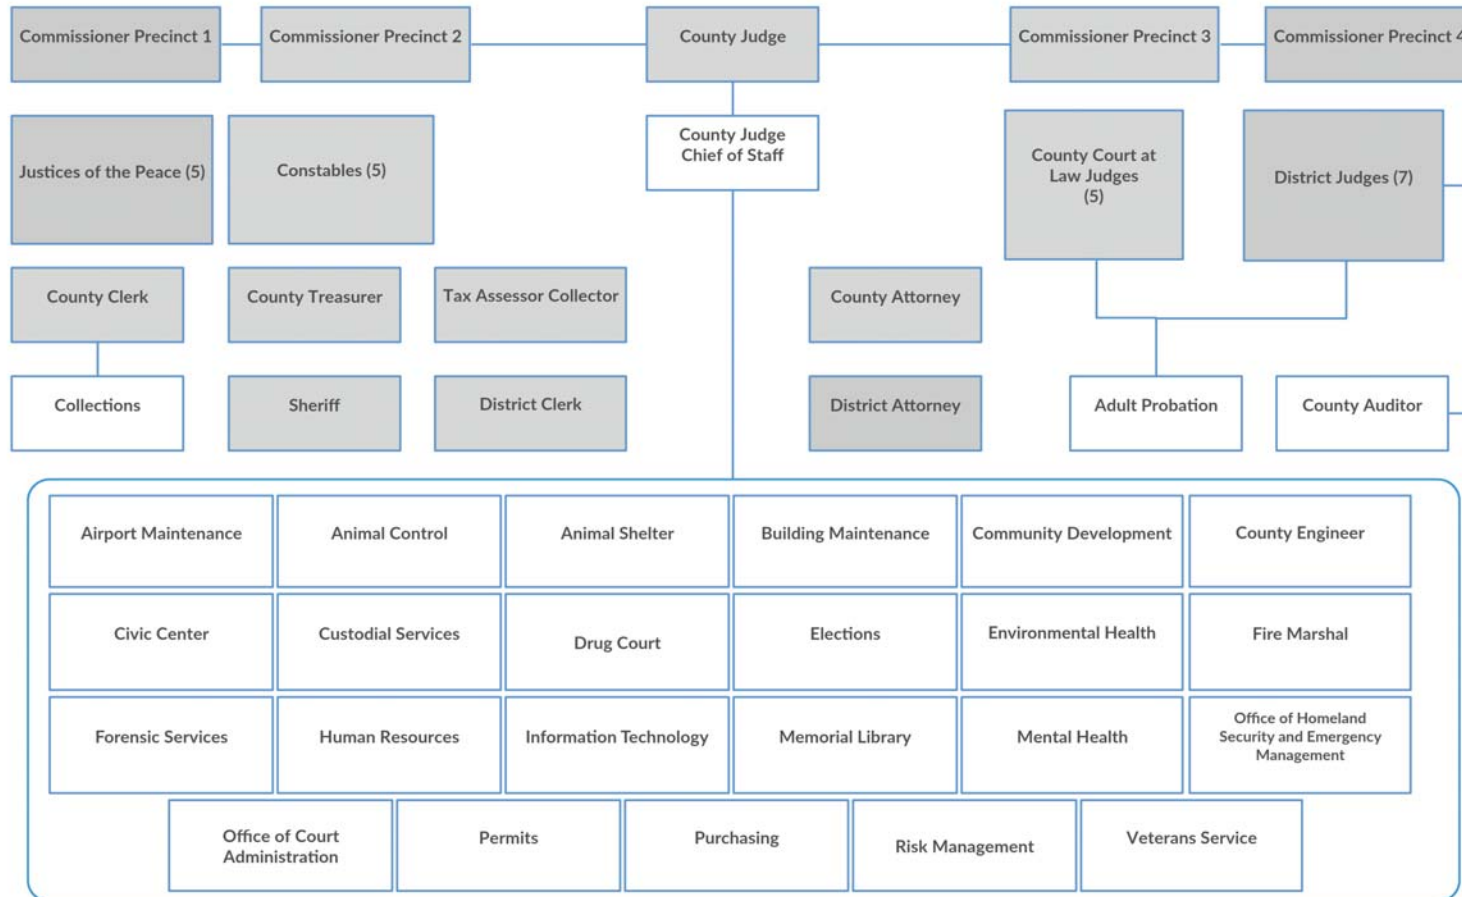 Commissioner Precinct 1
Commissioner Precinct 2
County Judge
Commissioner Precinct 3
Commissioner Precinct 4
Justices of the Peace (5)
Constables (5)
County Judge
Chief of Staff
County Court at
Law Judges
(5)
District Judges (7)
County Clerk
County Treasurer
Tax Assessor Collector
County Attorney
Collections
Sheriff
District Clerk
District Attorney
Adult Probation
County Auditor
Airport Maintenance
Animal Control
Animal Shelter
Building Maintenance
Community Development
County Engineer
Civic Center
Custodial Services
Drug Court
Elections
Environmental Health
Fire Marshal
Forensic Services
Human Resources
Information Technology
Memorial Library
Mental Health
Office of Homeland
Security and Emergency
Management
Office of Court
Administration
Permits
Purchasing
Risk Management
Veterans Service